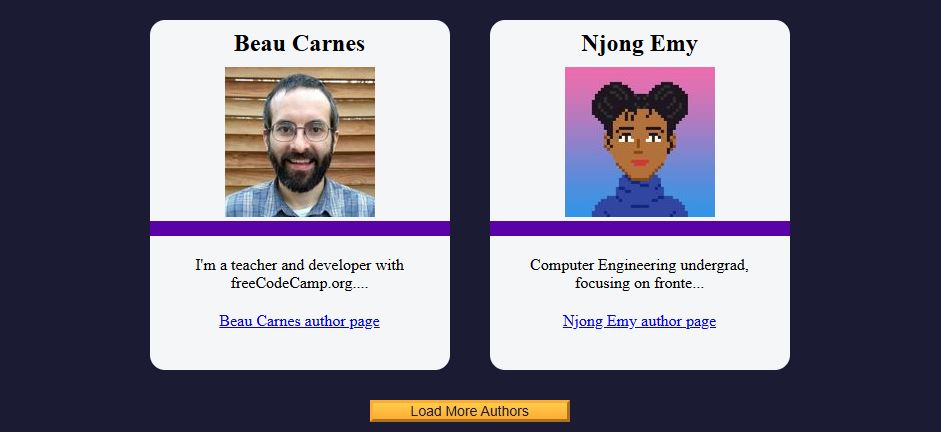 Beau Carnes
I'm a teacher and developer with
freeCodeCamp.org....
Beau Carnes author page
Njong Emy
Computer Engineering undergrad,
focusing on fronte...
Njong Emy author page
Load More Authors